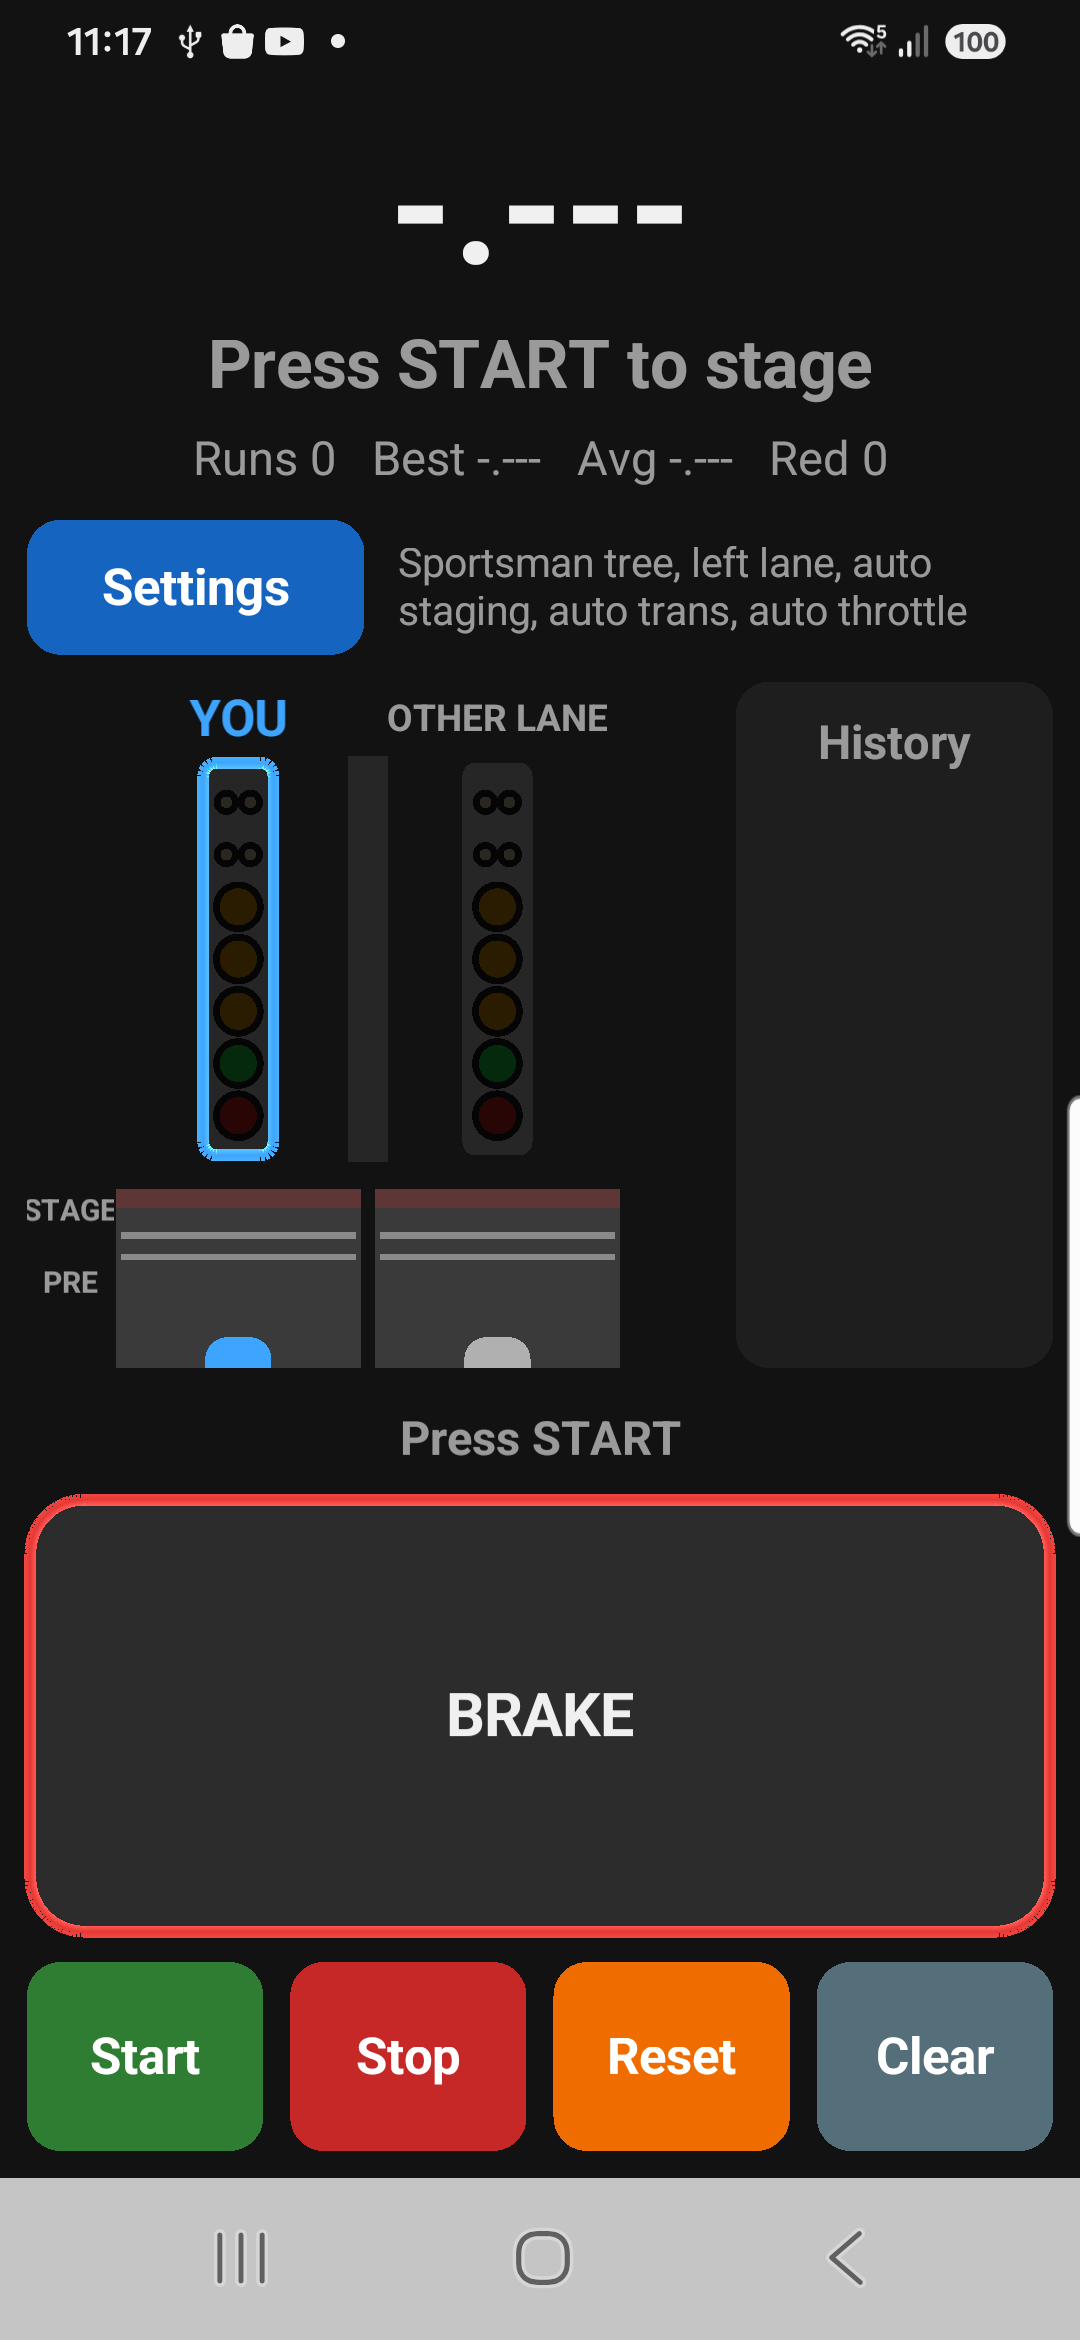 11:17
5
100
-.---
Press START to stage
Runs 0 Best -.--- Avg -.--- Red 0
Settings
Sportsman tree, left lane, auto
staging, auto trans, auto throttle
YOU
OTHER LANE
History
STAGE
PRE
Press START
BRAKE
Start
Stop
Reset
Clear